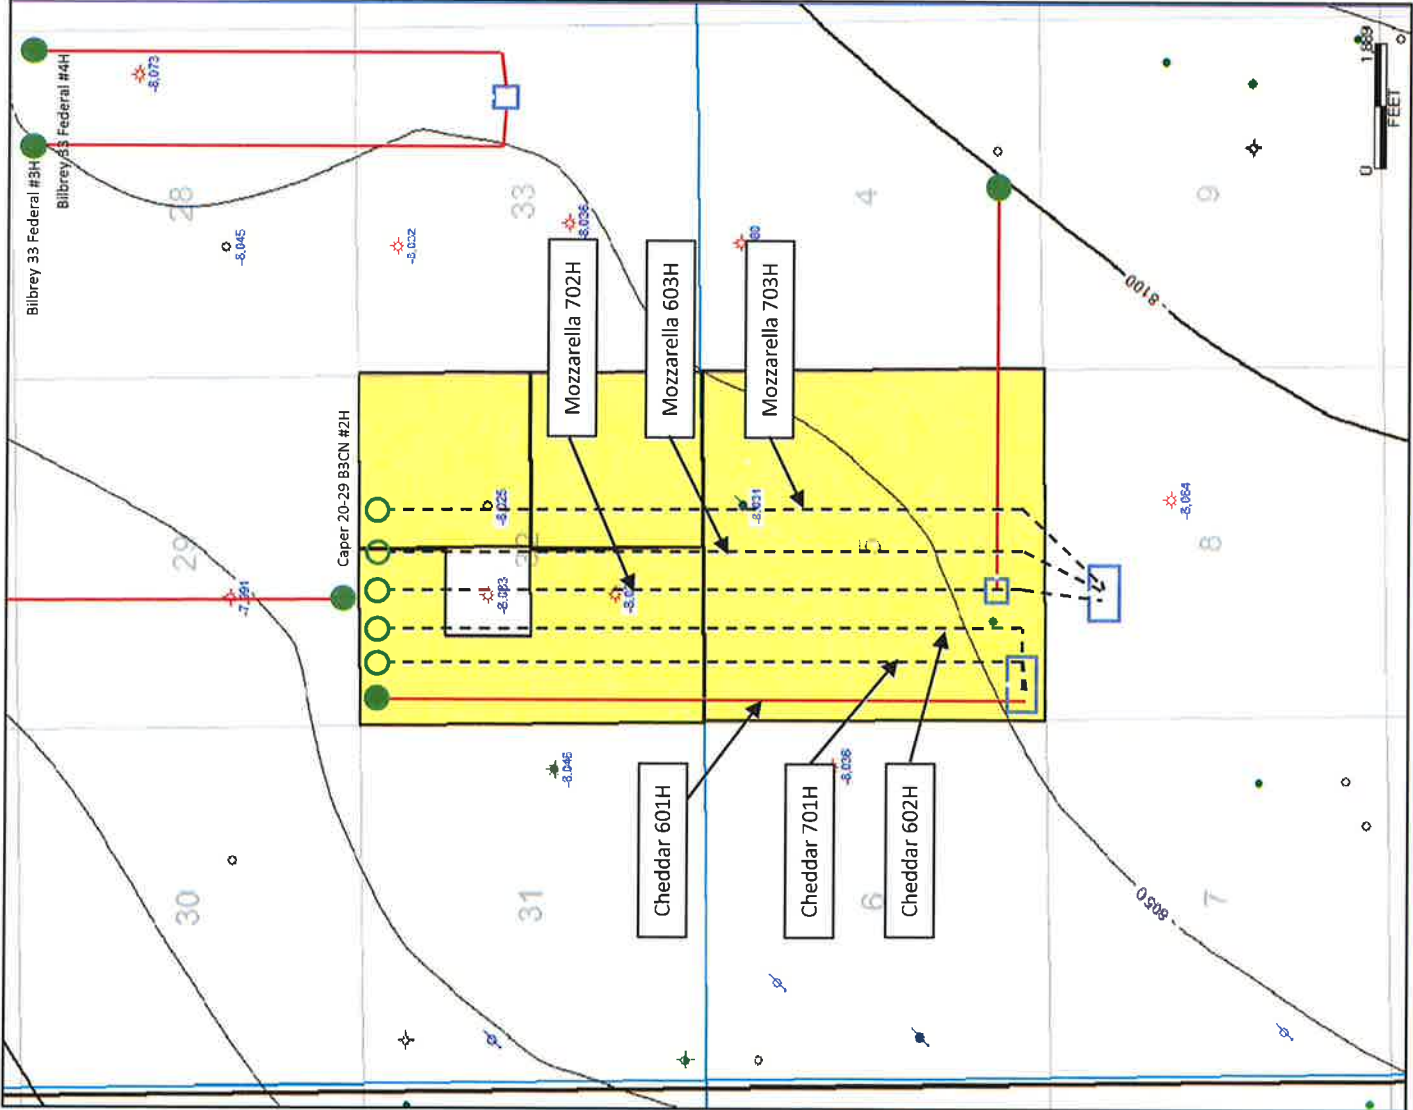 Bilbrey 33 Federal #4H
Bilbrey 33 Federal #3H
-8,073
28
33
4
9
0
1,889
FEET
-8,045
-8,032
-8,036
80
Mozzarella 702H
Mozzarella 603H
Mozzarella 703H
-8100-
Caper 20-29 B3CN #2H
29
-7,991
-8,025
32
-8,083
-8,0
-8,031
5
8
-8,064
-8,046
-8,036
Cheddar 601H
Cheddar 701H
Cheddar 602H
30
31
6
7
-8050-